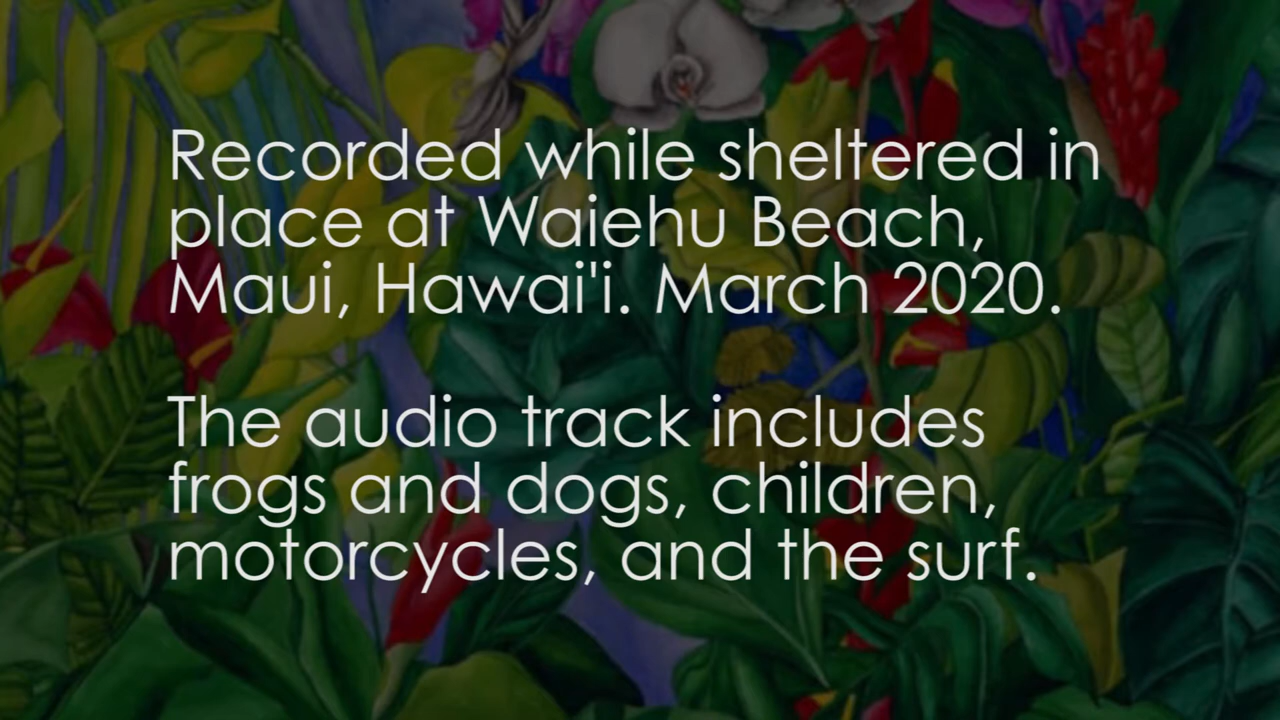 Recorded while sheltered in
place at Waiehu Beach,
Maui, Hawai'i. March 2020.
The audio track includes
frogs and dogs, children,
motorcycles, and the surf.